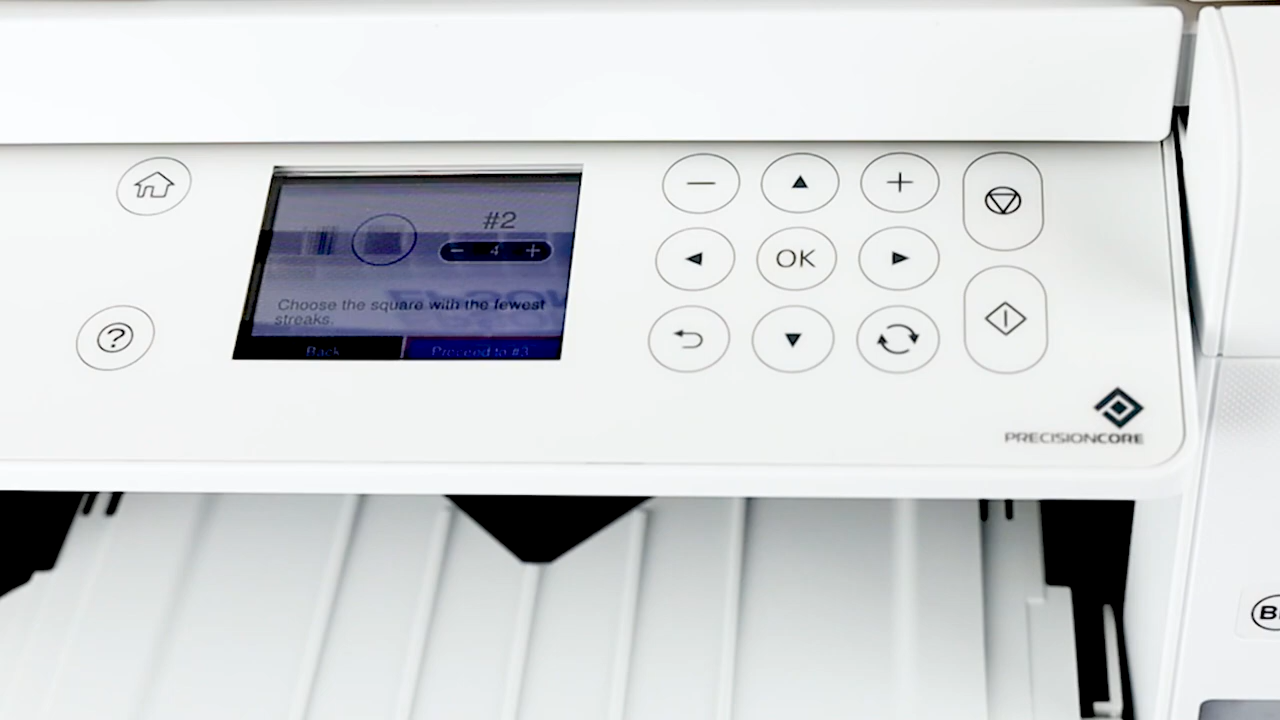 #2
− 4 +
Choose the square with the fewest
streaks.
Back
Proceed to #3
OK
?
PRECISIONCORE